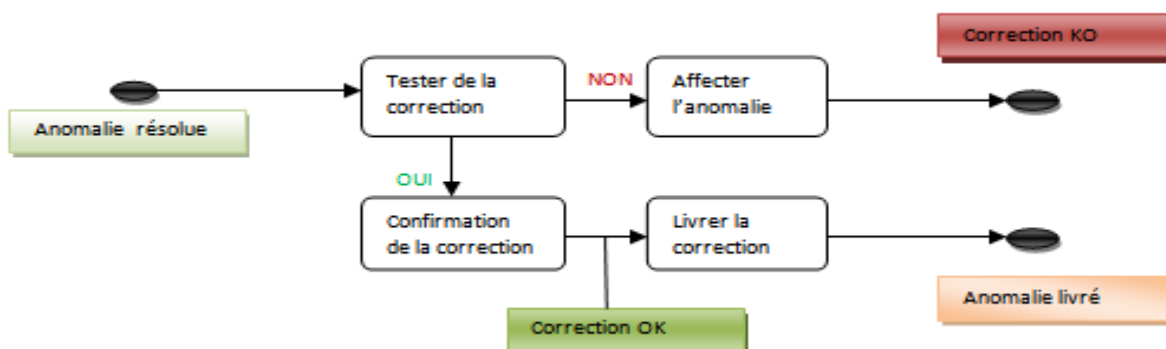 Correction KO
Tester de la
correction
NON
Affecter
l'anomalie
Anomalie résolue
OUI
Confirmation
de la correction
Livrer la
correction
Anomalie livré
Correction OK